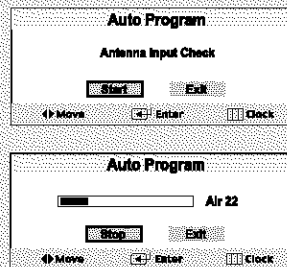 Auto Program
Antenna Input Check
Start Exit
Move Enter Clock
Auto Program
Air 22
Stop Exit
Move Enter Clock